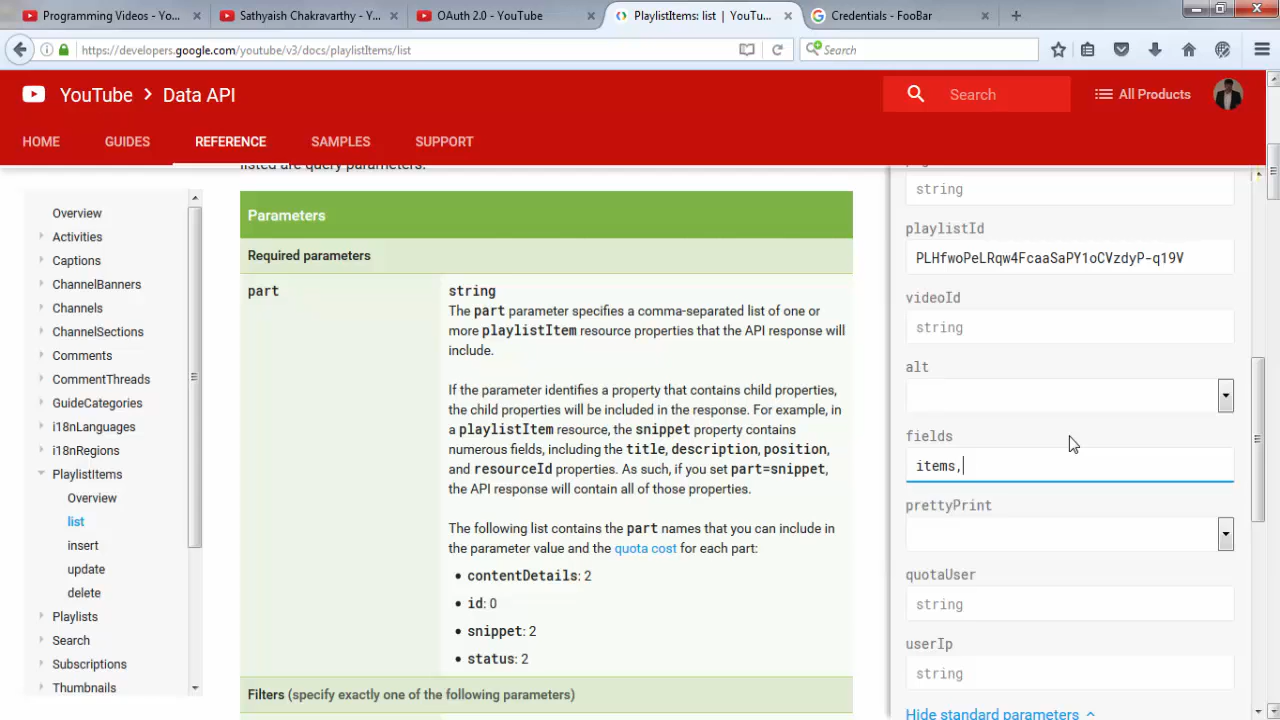 Programming Videos - Yo...
Sathyaish Chakravarthy - Y...
OAuth 2.0 - YouTube
PlaylistItems: list | YouTu...
Credentials - FooBar
https://developers.google.com/youtube/v3/docs/playlistItems/list
Search
YouTube > Data API
Search
All Products
HOME
GUIDES
REFERENCE
SAMPLES
SUPPORT
listed are query parameters.
Overview
Activities
Captions
ChannelBanners
Channels
ChannelSections
Comments
CommentThreads
GuideCategories
i18nLanguages
i18nRegions
PlaylistItems
Overview
list
insert
update
delete
Playlists
Search
Subscriptions
Thumbnails
Parameters
Required parameters
part
string
The part parameter specifies a comma-separated list of one or
more playlistItem resource properties that the API response will
include.
If the parameter identifies a property that contains child properties,
the child properties will be included in the response. For example, in
a playlistItem resource, the snippet property contains
numerous fields, including the title, description, position,
and resourceId properties. As such, if you set part=snippet,
the API response will contain all of those properties.
The following list contains the part names that you can include in
the parameter value and the quota cost for each part:
• contentDetails: 2
• id: 0
• snippet: 2
• status: 2
Filters (specify exactly one of the following parameters)
string
playlistId
PLHfwoPeLRqw4FcaaSaPY1oCVzdyP-q19V
videoId
string
alt
fields
items,
prettyPrint
quotaUser
string
userIp
string
Hide standard parameters